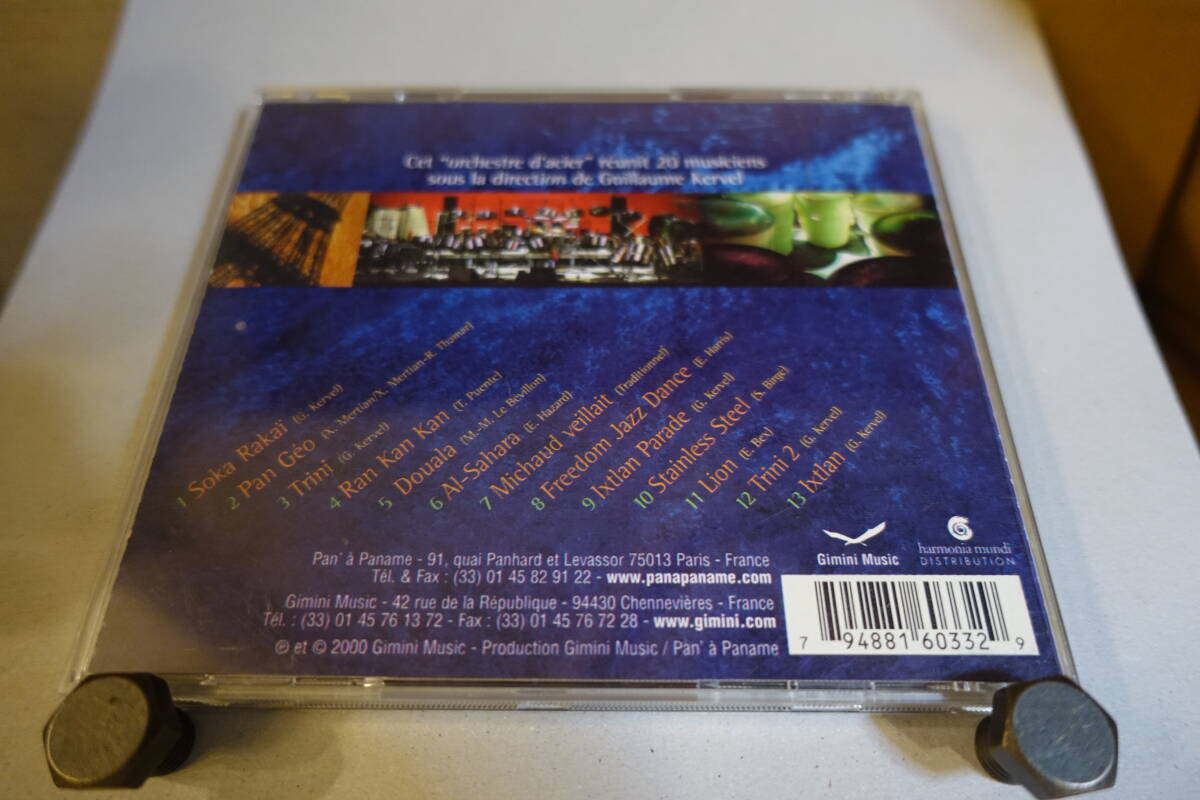 Cet "orchestre d'acier" réunit 20 musiciens
sous la direction de Guillaume Kervel
1 Soka Rakai (G. Kervel)
2 Pan Géo (X. Mertian/X. Mertian-R. Thamar)
3 Trini (G. Kervel)
4 Ran Kan Kan (T. Puente)
5 Douala (M.-M. Le Bévillon)
6 Al-Sahara (E. Hazard)
7 Michaud veillait (Traditionnel)
8 Freedom Jazz Dance (E. Harris)
9 Ixtlan Parade (G. Kervel)
10 Stainless Steel (S. Birge)
11 Lion (E. Bex)
12 Trini 2 (G. Kervel)
13 Ixtlan (G. Kervel)
Pan' à Paname - 91, quai Panhard et Levassor 75013 Paris - France
Tél. & Fax : (33) 01 45 82 91 22 - www.panapaname.com
Gimini Music - 42 rue de la République - 94430 Chennevières - France
Tél. : (33) 01 45 76 13 72 - Fax : (33) 01 45 76 72 28 - www.gimini.com
℗ et © 2000 Gimini Music - Production Gimini Music / Pan' à Paname
Gimini Music
harmonia mundi
DISTRIBUTION
7 94881 60332 9